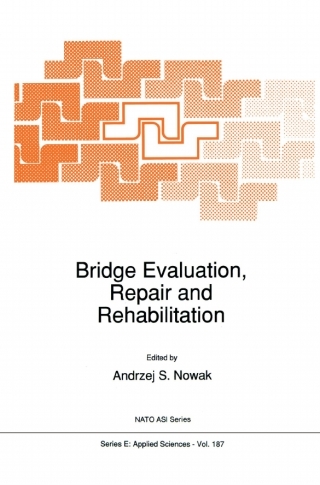 Bridge Evaluation,
Repair and
Rehabilitation
Edited by
Andrzej S. Nowak
NATO ASI Series
Series E: Applied Sciences - Vol. 187